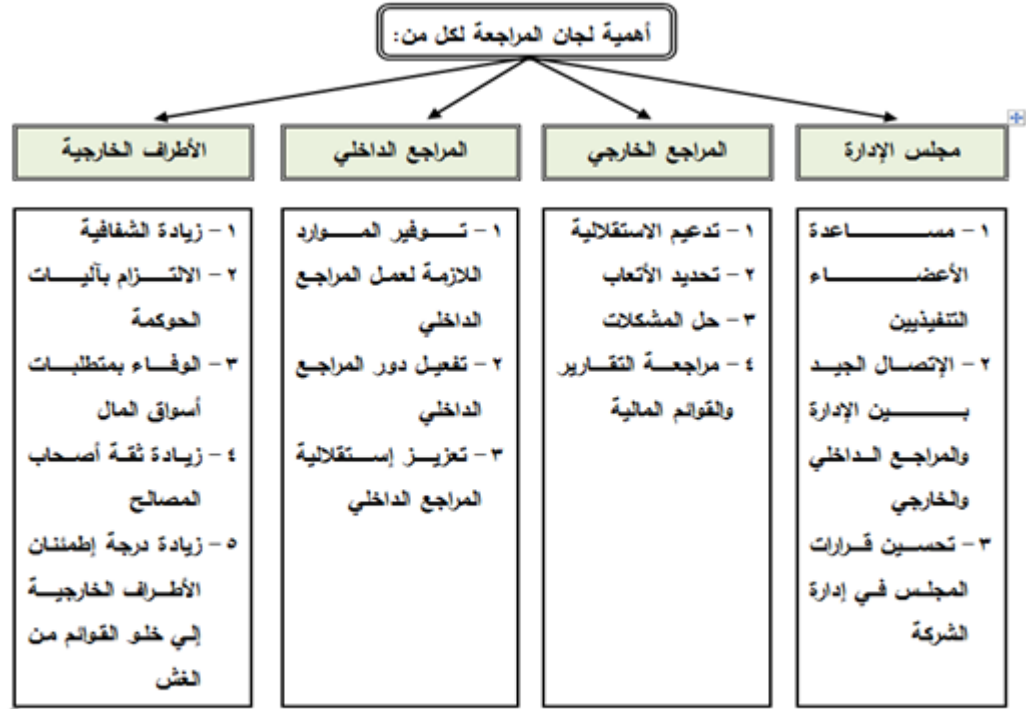 أهمية لجان المراجعة لكل من:
مجلس الإدارة
١- مساعدة
الأعضاء
التنفيذيين
٢- الإتصال الجيد
بين الإدارة
والمراجع الداخلي
والخارجي
٣- تحسين قرارات
المجلس في إدارة
الشركة
المراجع الخارجي
١- تدعيم الاستقلالية
٢- تحديد الأتعاب
٣- حل المشكلات
٤- مراجعة التقارير
والقوائم المالية
المراجع الداخلي
١- توفير الموارد
اللازمة لعمل المراجع
الداخلي
٢- تفعيل دور المراجع
الداخلي
٣- تعزيز إستقلالية
المراجع الداخلي
الأطراف الخارجية
١- زيادة الشفافية
٢- الالتزام بآليات
الحوكمة
٣- الوفاء بمتطلبات
أسواق المال
٤- زيادة ثقة أصحاب
المصالح
٥- زيادة درجة إطمئنان
الأطراف الخارجية
إلي خلو القوائم من
الغش